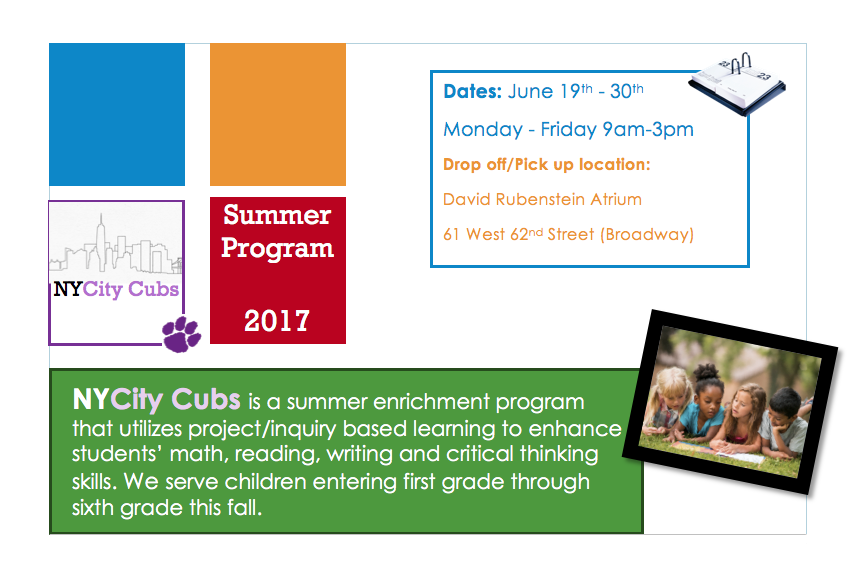 Summer
Program
2017
NYCity Cubs
Dates: June 19th - 30th
Monday - Friday 9am-3pm
Drop off/Pick up location:
David Rubenstein Atrium
61 West 62nd Street (Broadway)
23
23
NYCity Cubs is a summer enrichment program
that utilizes project/inquiry based learning to enhance
students' math, reading, writing and critical thinking
skills. We serve children entering first grade through
sixth grade this fall.